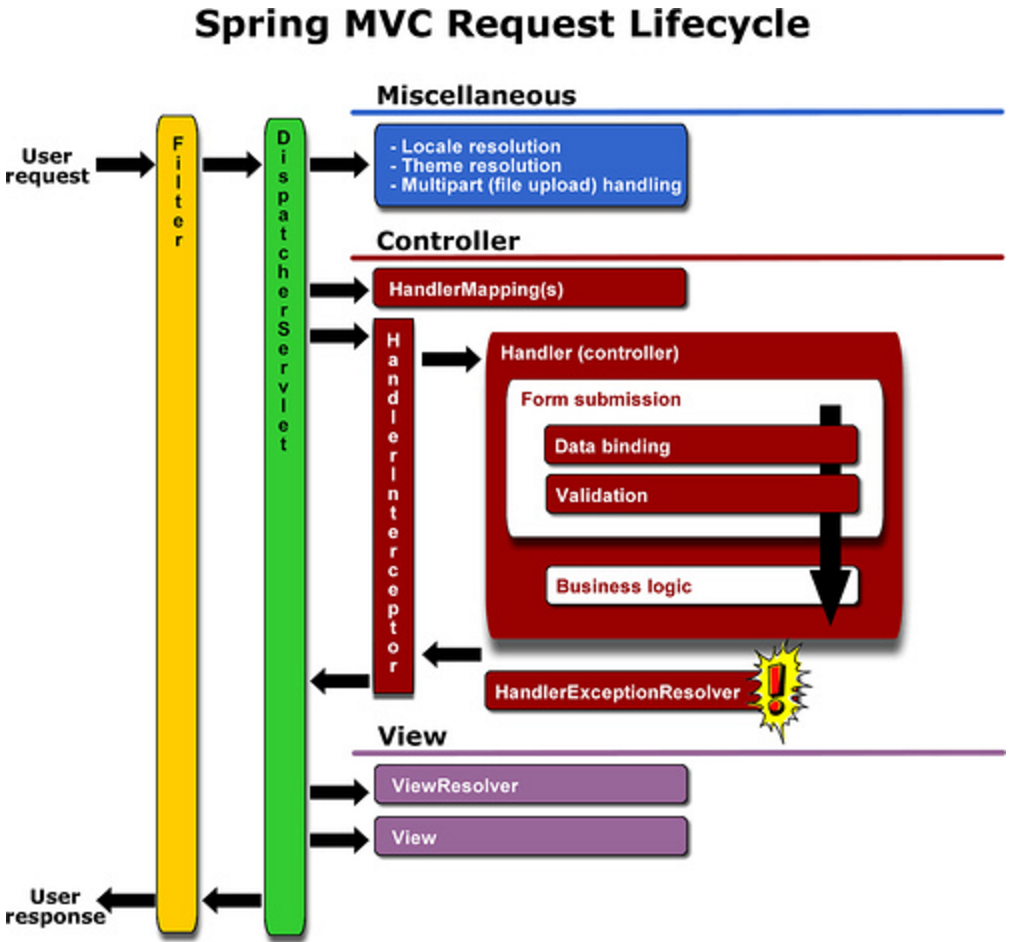 Spring MVC Request Lifecycle
Miscellaneous
User
request
Filter
DispatcherServlet
- Locale resolution
- Theme resolution
- Multipart (file upload) handling
Controller
HandlerMapping(s)
HandlerInterceptor
Handler (controller)
Form submission
Data binding
Validation
Business logic
HandlerExceptionResolver
!
View
ViewResolver
View
User
response